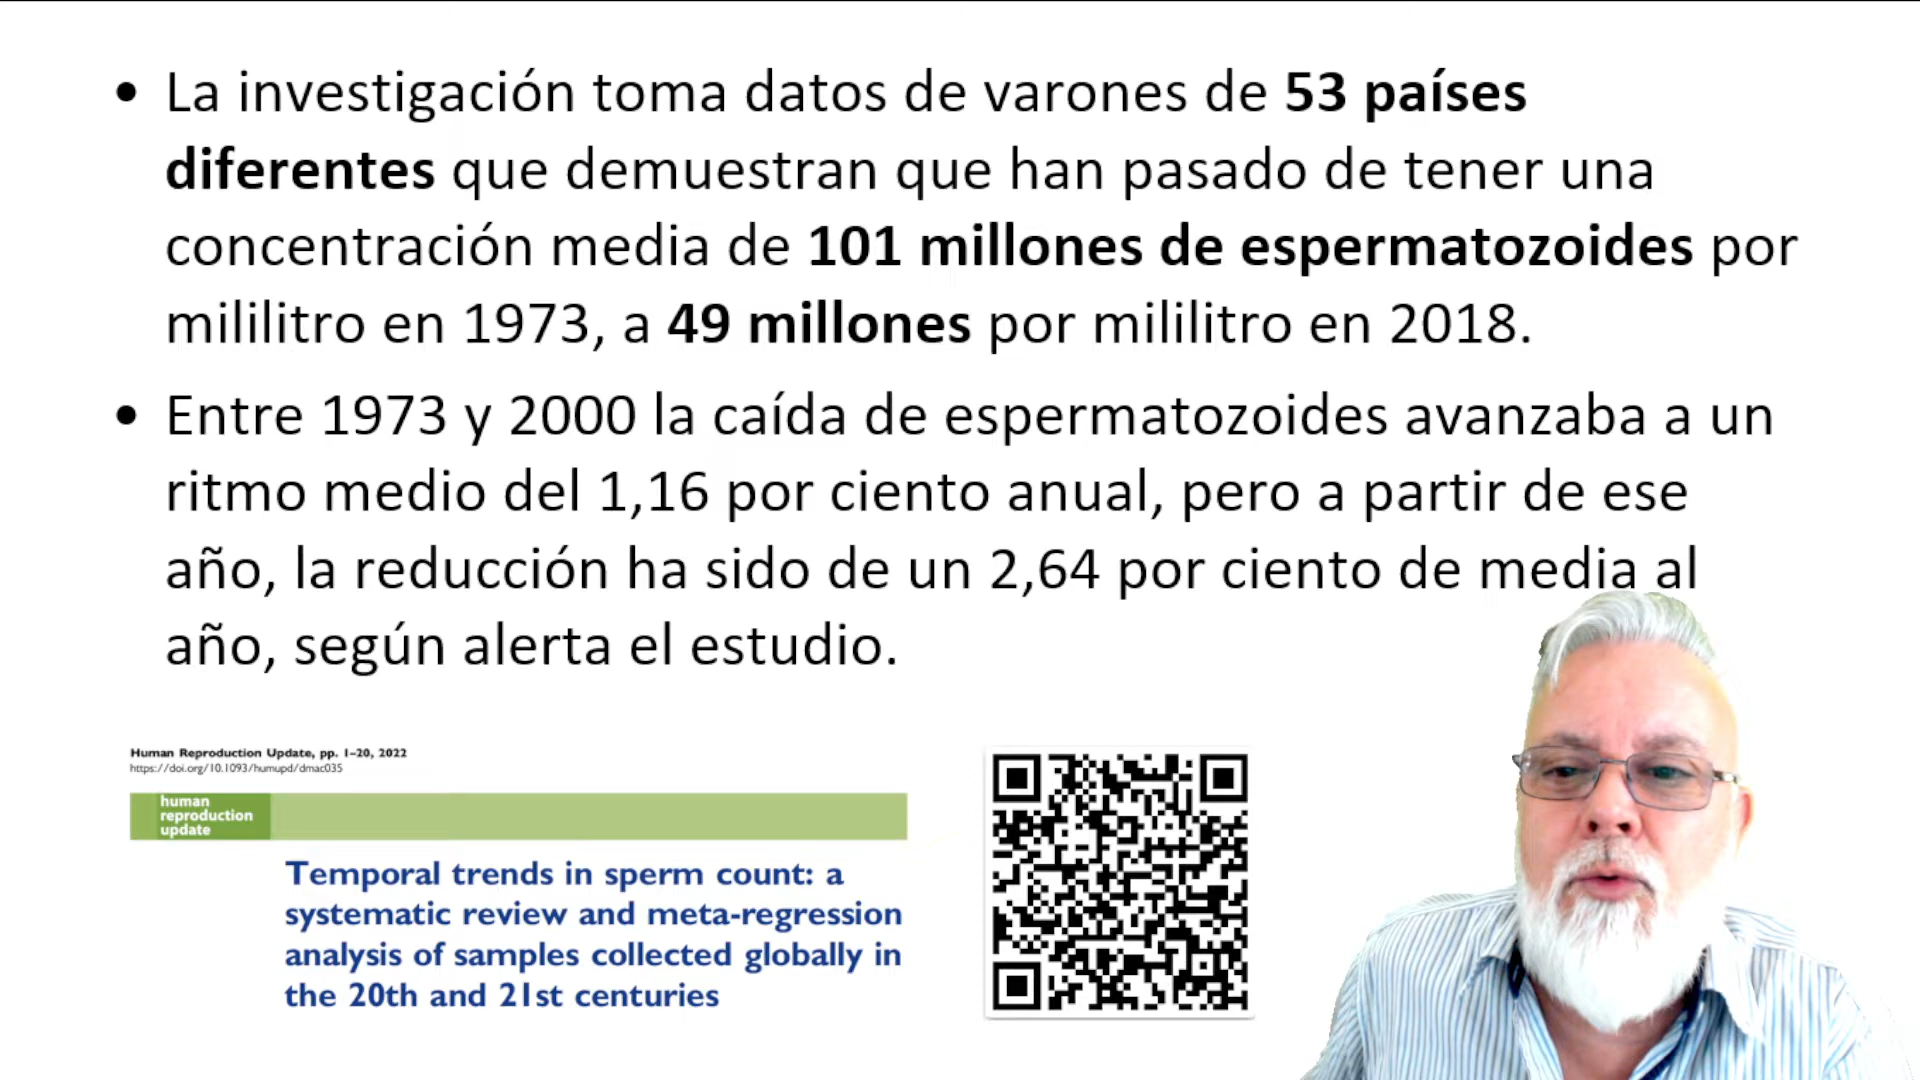 • La investigación toma datos de varones de 53 países
diferentes que demuestran que han pasado de tener una
concentración media de 101 millones de espermatozoides por
mililitro en 1973, a 49 millones por mililitro en 2018.
• Entre 1973 y 2000 la caída de espermatozoides avanzaba a un
ritmo medio del 1,16 por ciento anual, pero a partir de ese
año, la reducción ha sido de un 2,64 por ciento de media al
año, según alerta el estudio.
Human Reproduction Update, pp. 1–20, 2022
https://doi.org/10.1093/humupd/dmac035
human
reproduction
update
Temporal trends in sperm count: a
systematic review and meta-regression
analysis of samples collected globally in
the 20th and 21st centuries